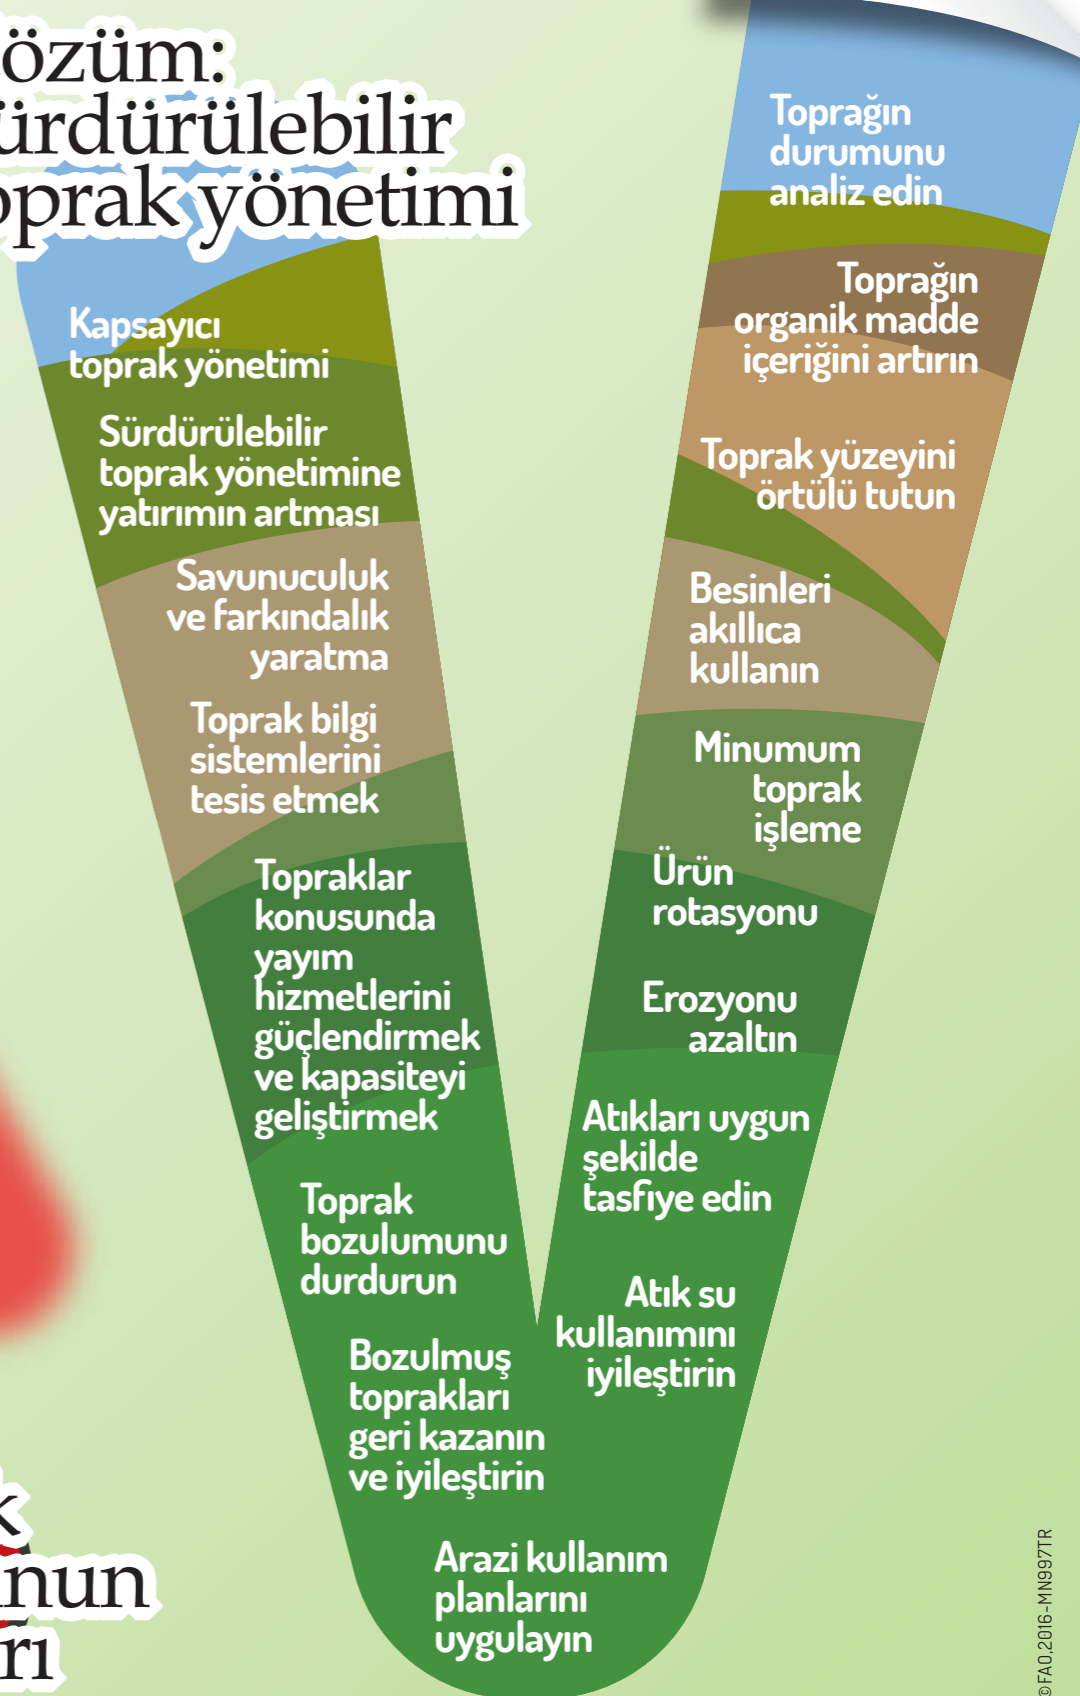 özüm:
ürdürülebilir
oprak yönetimi
Kapsayıcı
toprak yönetimi
Sürdürülebilir
toprak yönetimine
yatırımın artması
Savunuculuk
ve farkındalık
yaratma
Toprak bilgi
sistemlerini
tesis etmek
Topraklar
konusunda
yayım
hizmetlerini
güçlendirmek
ve kapasiteyi
geliştirmek
Toprak
bozulumunu
durdurun
Bozulmuş
toprakları
geri kazanın
ve iyileştirin
Arazi kullanım
planlarını
uygulayın
Toprağın
durumunu
analiz edin
Toprağın
organik madde
içeriğini artırın
Toprak yüzeyini
örtülü tutun
Besinleri
akıllıca
kullanın
Minumum
toprak
işleme
Ürün
rotasyonu
Erozyonu
azaltın
Atıkları uygun
şekilde
tasfiye edin
Atık su
kullanımını
iyileştirin
k
nun
rı
©FAO,2016-MN997TR